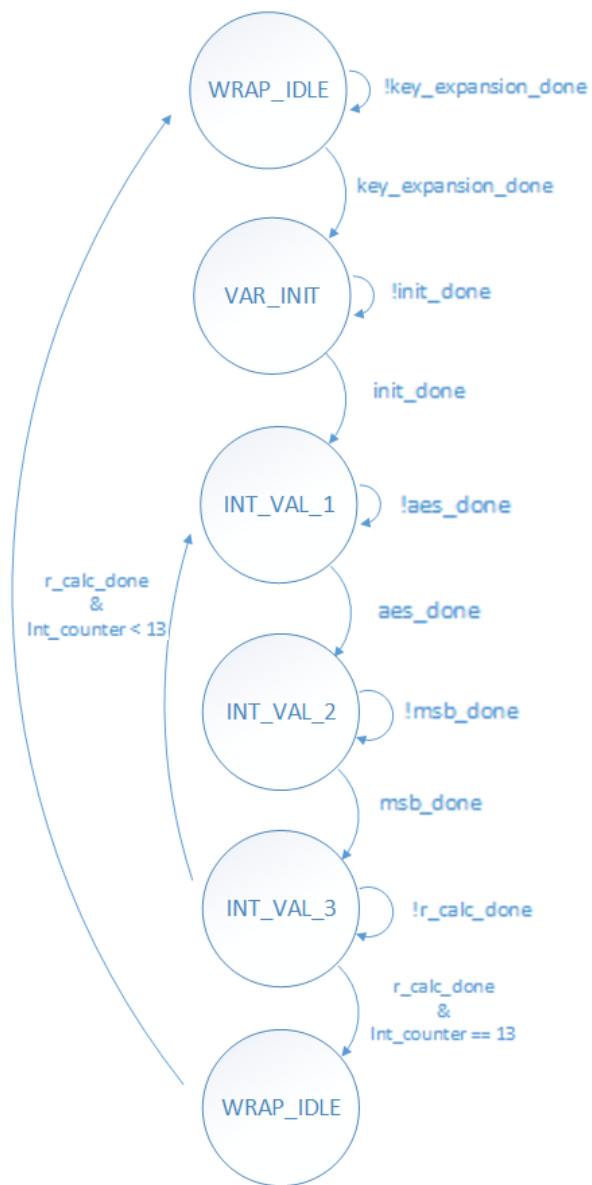 WRAP_IDLE
!key_expansion_done
key_expansion_done
VAR_INIT
!init_done
init_done
INT_VAL_1
!aes_done
r_calc_done
&
Int_counter < 13
aes_done
INT_VAL_2
!msb_done
msb_done
INT_VAL_3
!r_calc_done
r_calc_done
&
Int_counter == 13
WRAP_IDLE